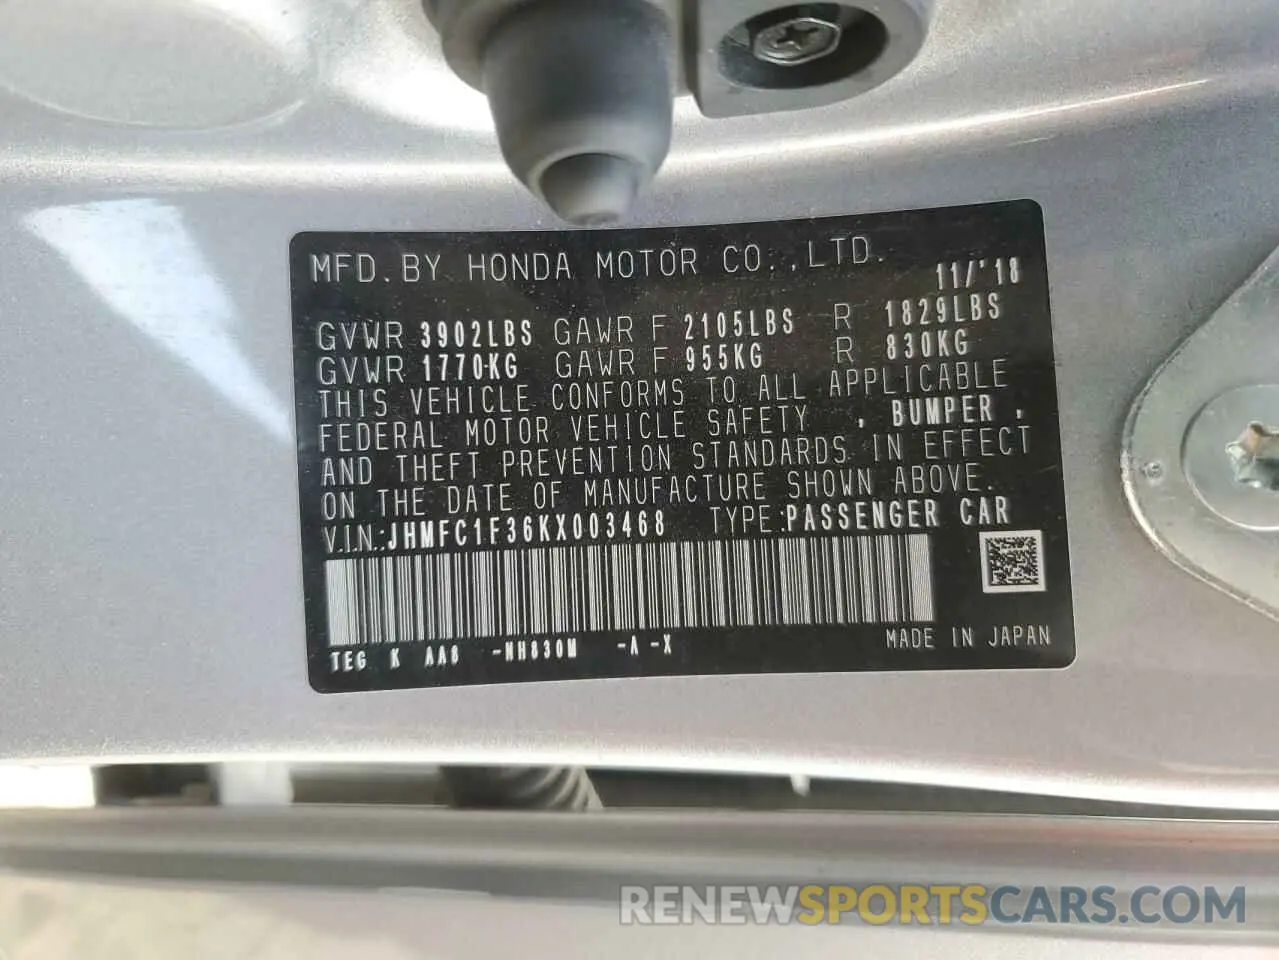 MFD. BY HONDA MOTOR CO., LTD.
11/'18
GVWR 3902LBS GAWR F 2105LBS R 1829LBS
GVWR 1770KG GAWR F 955KG R 830KG
THIS VEHICLE CONFORMS TO ALL APPLICABLE
FEDERAL MOTOR VEHICLE SAFETY , BUMPER ,
AND THEFT PREVENTION STANDARDS IN EFFECT
ON THE DATE OF MANUFACTURE SHOWN ABOVE.
V.I.N.: JHMFC1F36KX003468 TYPE: PASSENGER CAR
TEG K AA8 -NH830M -A -X
MADE IN JAPAN
RENEWSPORTSCARS.COM